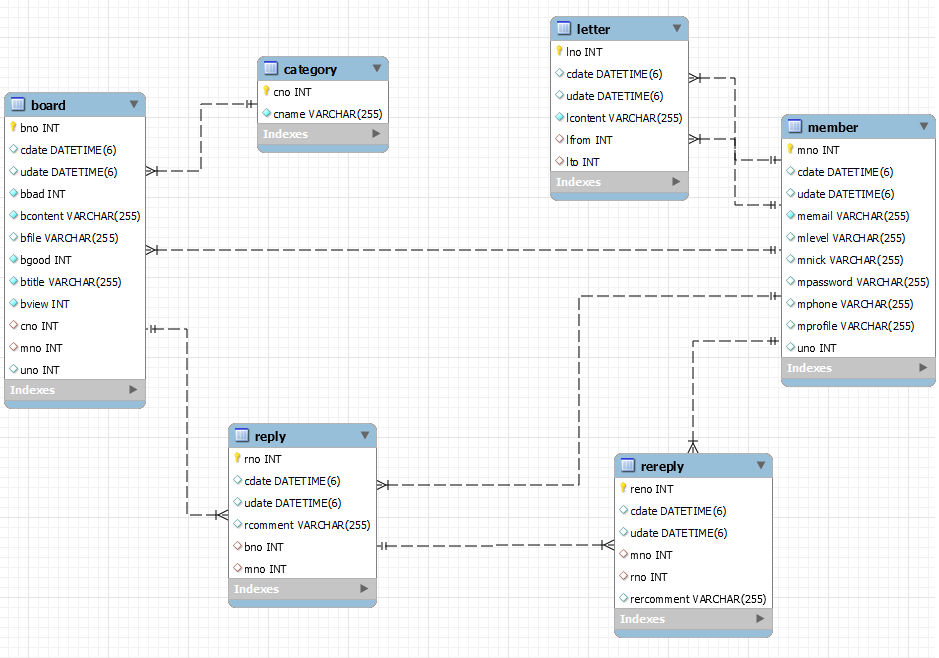 board
bno INT
cdate DATETIME(6)
udate DATETIME(6)
bbad INT
bcontent VARCHAR(255)
bfile VARCHAR(255)
bgood INT
btitle VARCHAR(255)
bview INT
cno INT
mno INT
uno INT
Indexes
category
cno INT
cname VARCHAR(255)
Indexes
letter
lno INT
cdate DATETIME(6)
udate DATETIME(6)
lcontent VARCHAR(255)
lfrom INT
lto INT
Indexes
member
mno INT
cdate DATETIME(6)
udate DATETIME(6)
memail VARCHAR(255)
mlevel VARCHAR(255)
mnick VARCHAR(255)
mpassword VARCHAR(255)
mphone VARCHAR(255)
mprofile VARCHAR(255)
uno INT
Indexes
reply
rno INT
cdate DATETIME(6)
udate DATETIME(6)
rcomment VARCHAR(255)
bno INT
mno INT
Indexes
rereply
reno INT
cdate DATETIME(6)
udate DATETIME(6)
mno INT
rno INT
rercomment VARCHAR(255)
Indexes